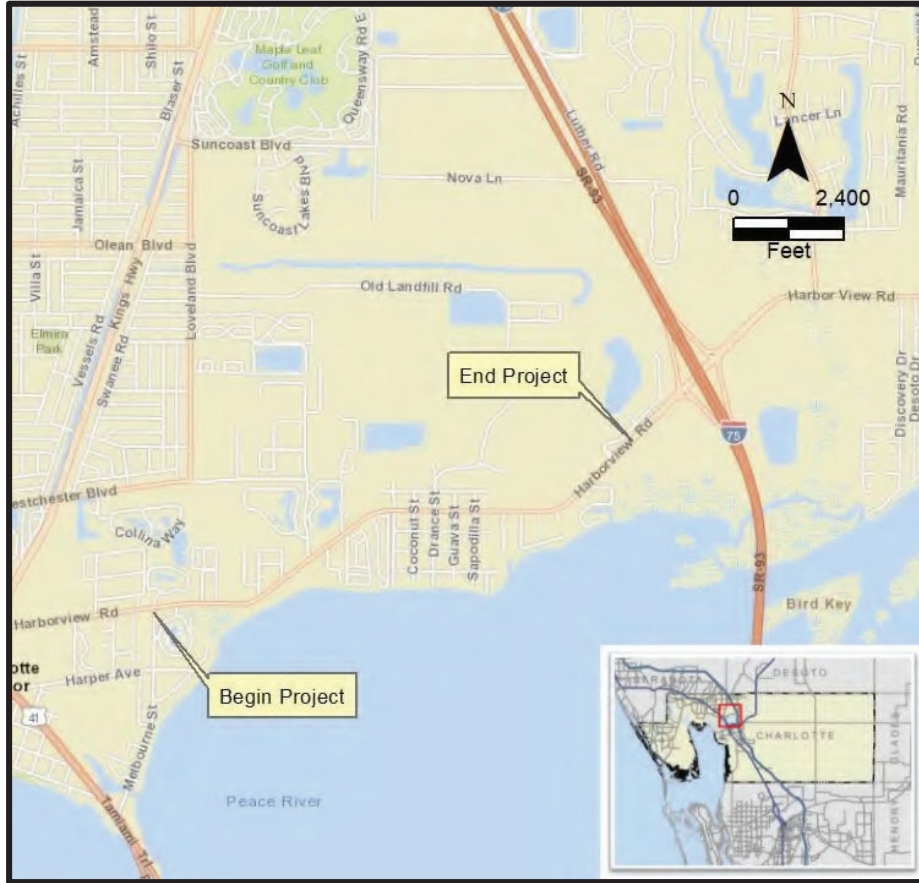 Achilles St
Amstead
Shilo St
Blaser St
Maple Leaf
Golf and
Country Club
Queensway Rd E
Suncoast Blvd
Suncoast Lakes Blvd
Nova Ln
Luther Rd
SR-93
N
Lancer Ln
Mauritania Rd
0 2,400
Feet
Jamaica St
Olean Blvd
Villa St
Kings Hwy
Loveland Blvd
Old Landfill Rd
Harbor View Rd
Elmira
Park
Vessels Rd
Swanee Rd
End Project
Discovery Dr
Desoto Dr
75
Harborview Rd
estchester Blvd
Collina Way
Coconut St
Drance St
Guava St
Sapodilla St
SR-93
Bird Key
Harborview Rd
otte
or
Harper Ave
Begin Project
41
Melbourne St
Peace River
Tamiami Trl
SARASOTA
DESOTO
CHARLOTTE
GLADES
HENDRY